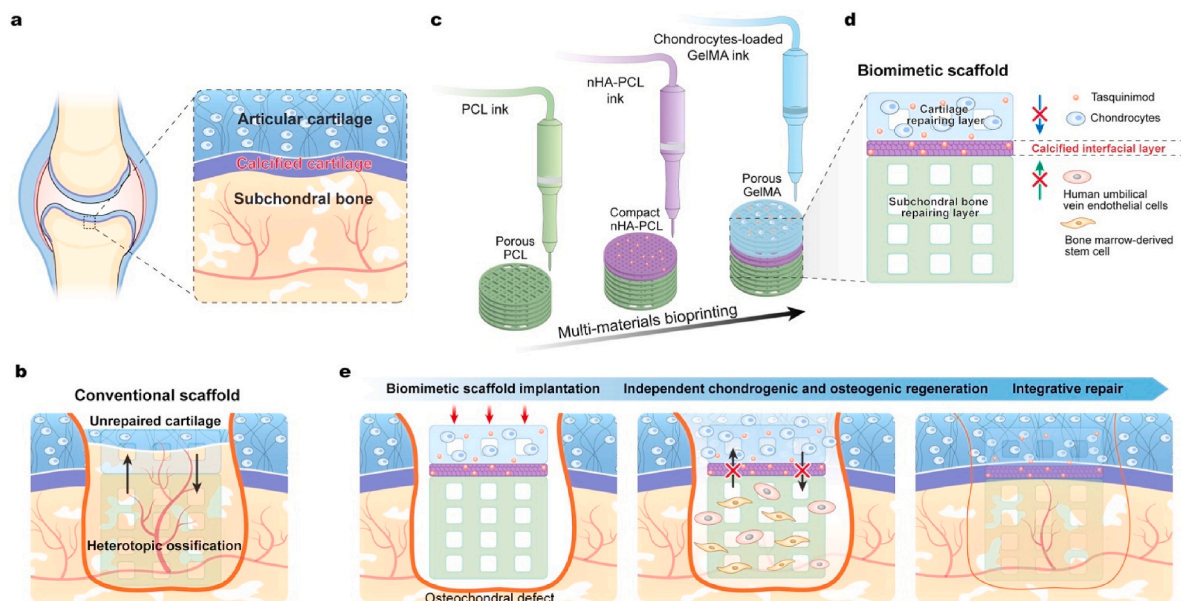 a
Articular cartilage
Calcified cartilage
Subchondral bone
c
PCL ink
nHA-PCL
ink
Chondrocytes-loaded
GelMA ink
Porous
PCL
Compact
nHA-PCL
Porous
GelMA
Multi-materials bioprinting
d
Biomimetic scaffold
Cartilage
repairing layer
Subchondral bone
repairing layer
Tasquinimod
Chondrocytes
Calcified interfacial layer
Human umbilical
vein endothelial cells
Bone marrow-derived
stem cell
b
Conventional scaffold
Unrepaired cartilage
Heterotopic ossification
e
Biomimetic scaffold implantation
Independent chondrogenic and osteogenic regeneration
Integrative repair
Osteochondral defect